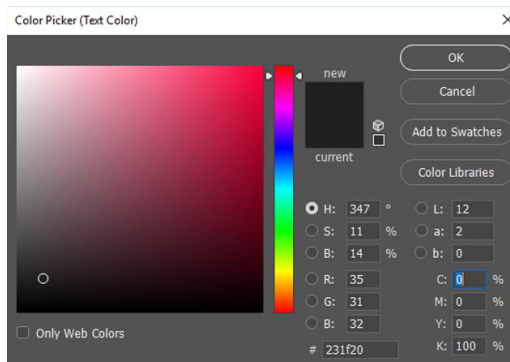 Color Picker (Text Color)
new
current
OK
Cancel
Add to Swatches
Color Libraries
H: 347 °
S: 11 %
B: 14 %
R: 35
G: 31
B: 32
# 231f20
L: 12
a: 2
b: 0
C: 0 %
M: 0 %
Y: 0 %
K: 100 %
Only Web Colors